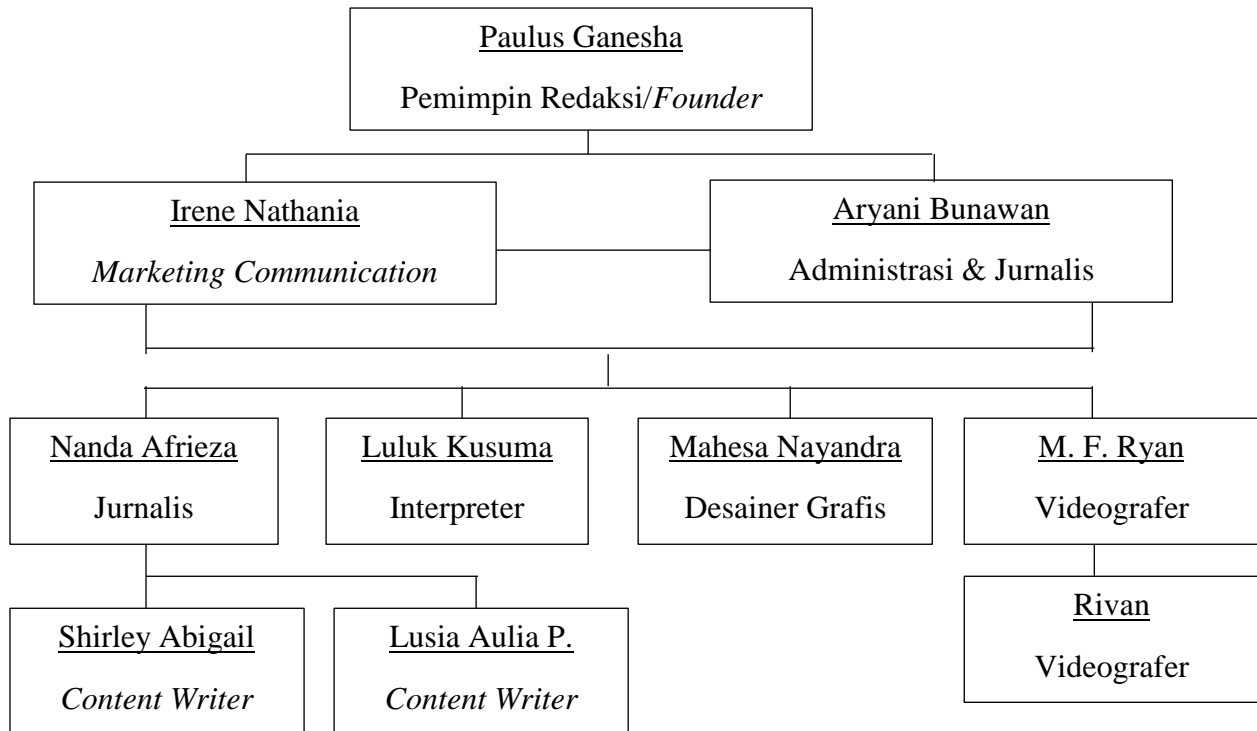 Paulus Ganesha
Pemimpin Redaksi/Founder
Irene Nathania
Marketing Communication
Aryani Bunawan
Administrasi & Jurnalis
Nanda Afrieza
Jurnalis
Luluk Kusuma
Interpreter
Mahesa Nayandra
Desainer Grafis
M. F. Ryan
Videografer
Shirley Abigail
Content Writer
Lusia Aulia P.
Content Writer
Rivan
Videografer